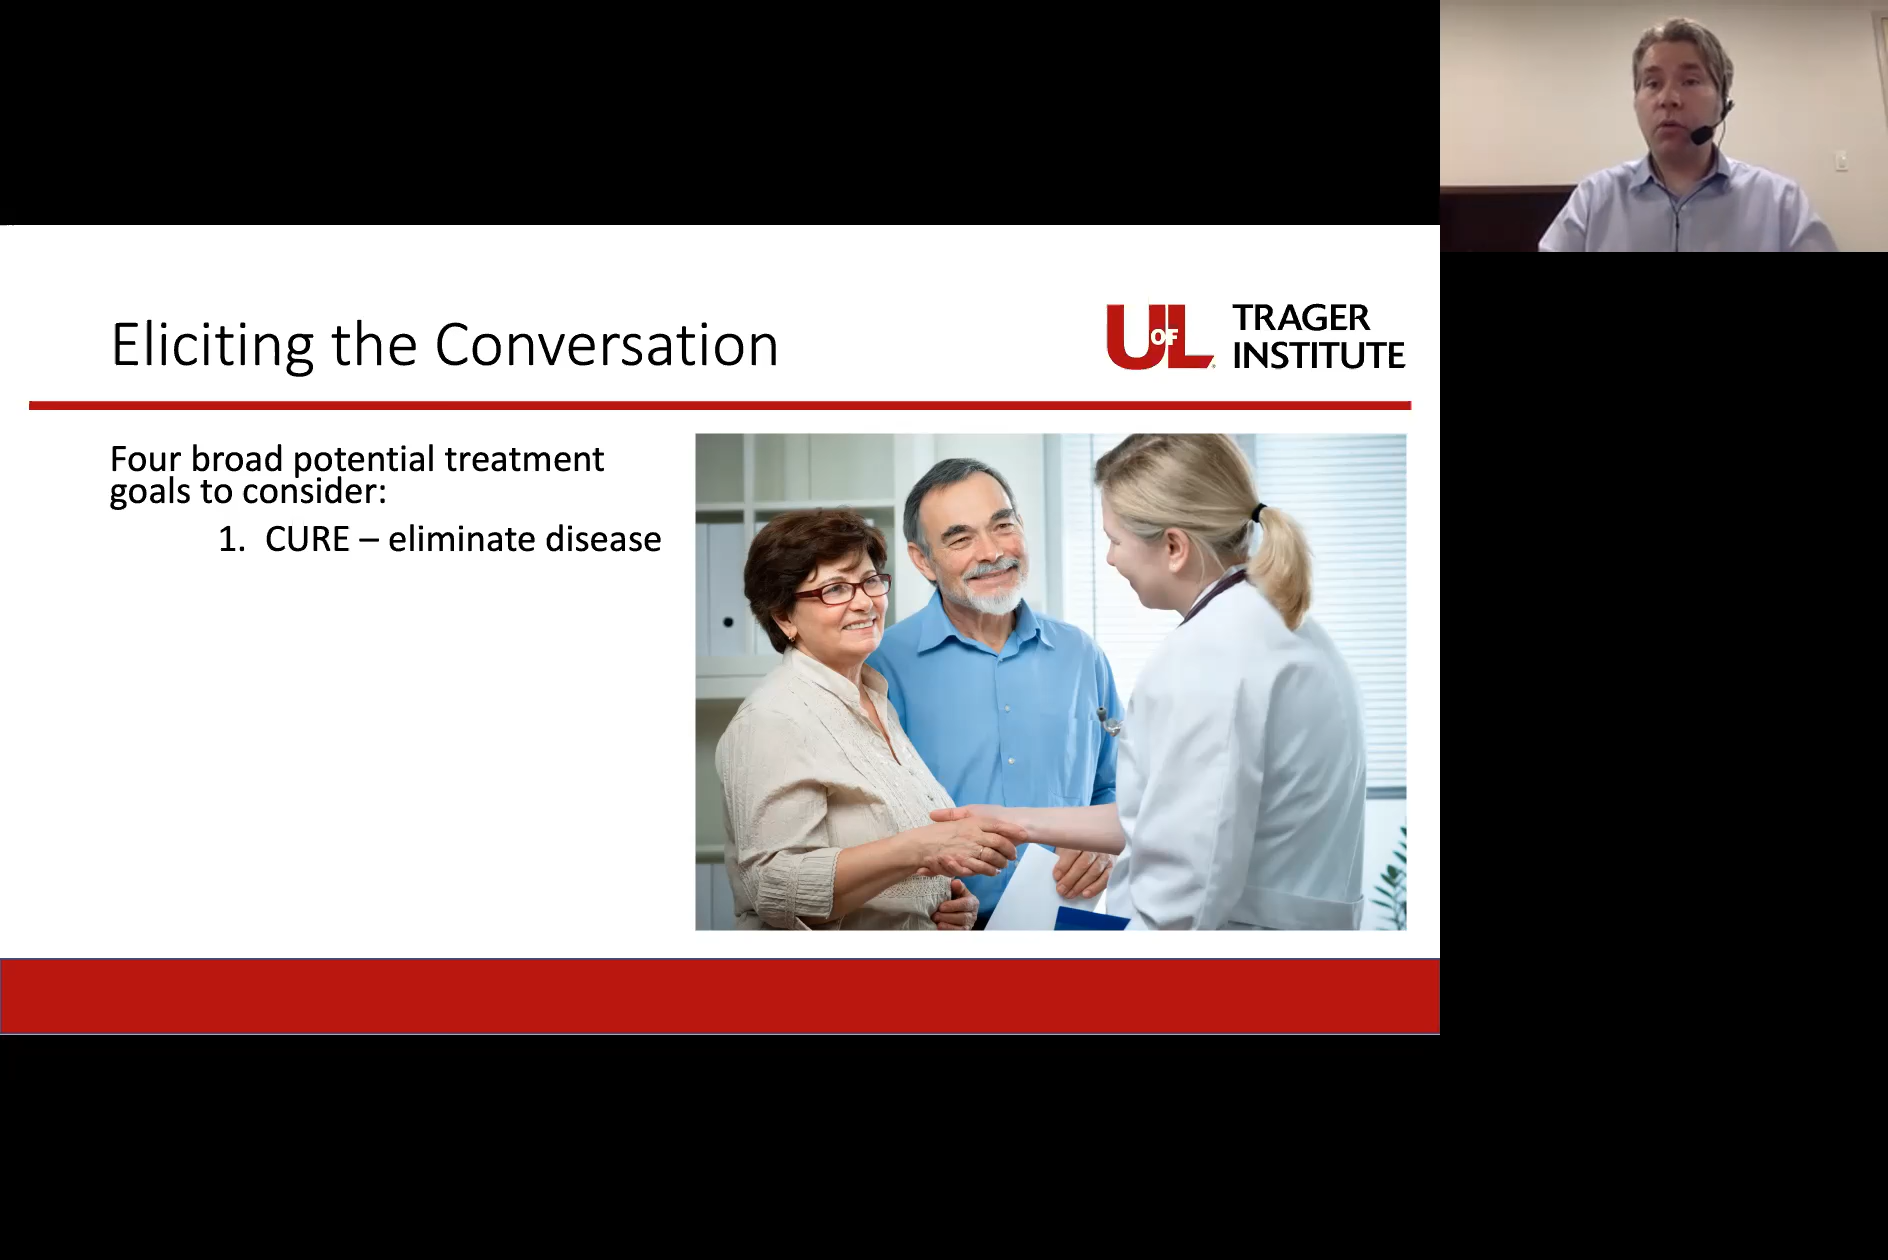 Eliciting the Conversation
UOFL TRAGER
INSTITUTE
Four broad potential treatment
goals to consider:
1. CURE – eliminate disease